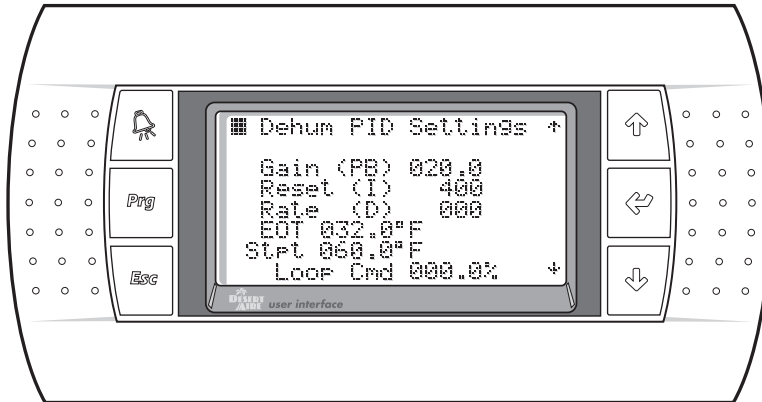 Dehum PID Settings
Gain (PB) 020.0
Reset (I) 400
Rate (D) 000
EOT 032.0°F
Stpt 060.0°F
Loop Cmd 000.0%
Prg
Esc
DESERT AIRE user interface